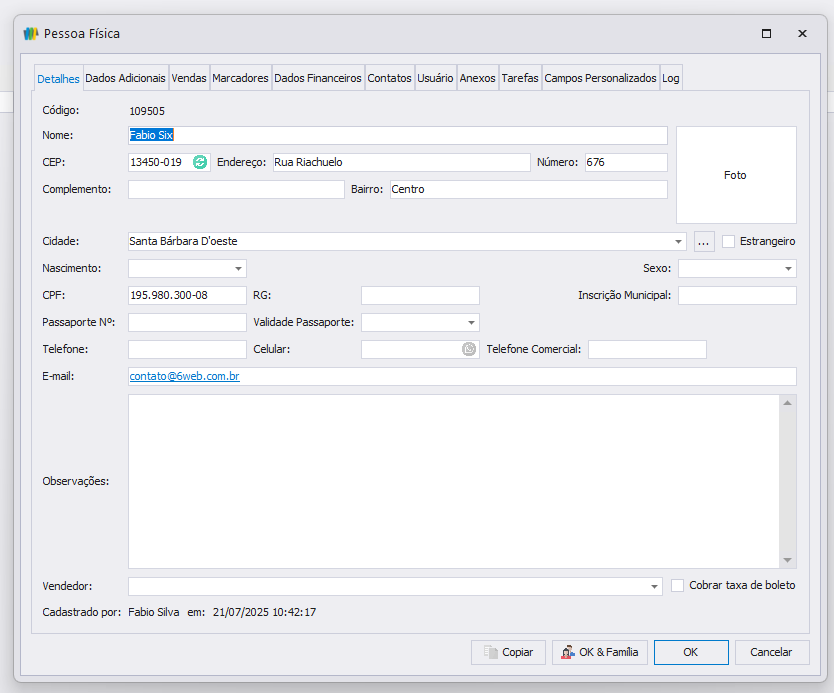 Pessoa Física
Detalhes Dados Adicionais Vendas Marcadores Dados Financeiros Contatos Usuário Anexos Tarefas Campos Personalizados Log
Código: 109505
Nome: Fabio Six
CEP: 13450-019 Endereço: Rua Riachuelo Número: 676
Foto
Complemento: Bairro: Centro
Cidade: Santa Bárbara D'oeste ... Estrangeiro
Nascimento: Sexo:
CPF: 195.980.300-08 RG: Inscrição Municipal:
Passaporte Nº: Validade Passaporte:
Telefone: Celular: Telefone Comercial:
E-mail: contato@6web.com.br
Observações:
Vendedor: Cobrar taxa de boleto
Cadastrado por: Fabio Silva em: 21/07/2025 10:42:17
Copiar OK & Família OK Cancelar